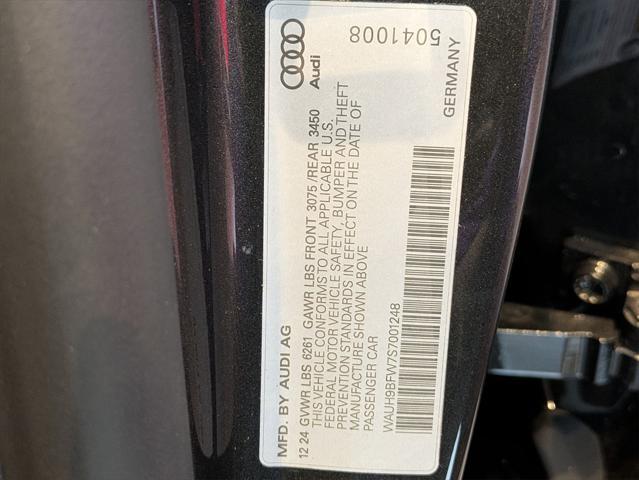 MFD. BY AUDI AG
12 24 GVWR LBS 6261 GAWR LBS FRONT 3075 /REAR 3450
THIS VEHICLE CONFORMS TO ALL APPLICABLE U.S.
FEDERAL MOTOR VEHICLE SAFETY, BUMPER AND THEFT
PREVENTION STANDARDS IN EFFECT ON THE DATE OF
MANUFACTURE SHOWN ABOVE
PASSENGER CAR
WAUH9BFW7S7001248
Audi
5041008
GERMANY